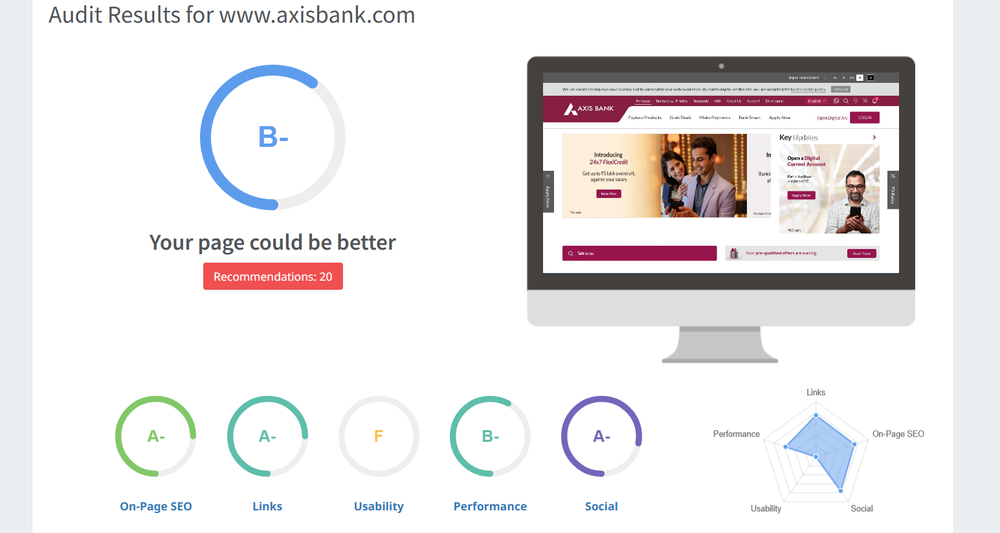 Audit Results for www.axisbank.com
B-
Your page could be better
Recommendations: 20
Skip to Main Content | A- A A+ A A
We use cookies to improve your journey and to personalize your web experience. By continuing to use this site, you are accepting the bank's cookie policy. I Accept
AXIS BANK
Personal Business Priority Burgundy NRI About Us Support Dil se open English
Explore Products Grab Deals Make Payments Bank Smart Apply Now Open Digital A/c LOGIN
Introducing
24x7 FlexiCredit
Get up to ₹5 lakh overdraft,
against your salary
Know More
*T&C apply
In
Bankin
pl
Key Updates
Open a Digital
Current Account
Pan + Aadhaar
+ Video KYC
Apply Now
*T&C apply
Apply Now
% FD Rates
Talk to us
Your pre-qualified offers are waiting. Avail Now
A- A- F B- A-
On-Page SEO Links Usability Performance Social
Links
Performance On-Page SEO
Usability Social